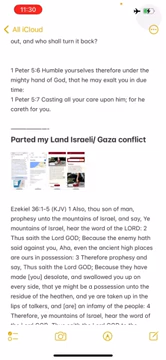 11:30
All iCloud
out, and who shall turn it back?
1 Peter 5:6 Humble yourselves therefore under the
mighty hand of God, that he may exalt you in due
time:
1 Peter 5:7 Casting all your care upon him; for he
careth for you.
Parted my Land Israeli/ Gaza conflict
Ezekiel 36:1-5 (KJV) 1 Also, thou son of man,
prophesy unto the mountains of Israel, and say, Ye
mountains of Israel, hear the word of the LORD: 2
Thus saith the Lord GOD; Because the enemy hath
said against you, Aha, even the ancient high places
are ours in possession: 3 Therefore prophesy and
say, Thus saith the Lord GOD; Because they have
made [you] desolate, and swallowed you up on
every side, that ye might be a possession unto the
residue of the heathen, and ye are taken up in the
lips of talkers, and [are] an infamy of the people: 4
Therefore, ye mountains of Israel, hear the word of